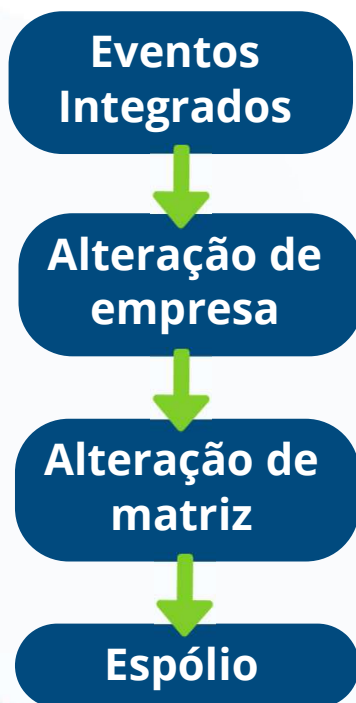 Eventos
Integrados
Alteração de
empresa
Alteração de
matriz
Espólio